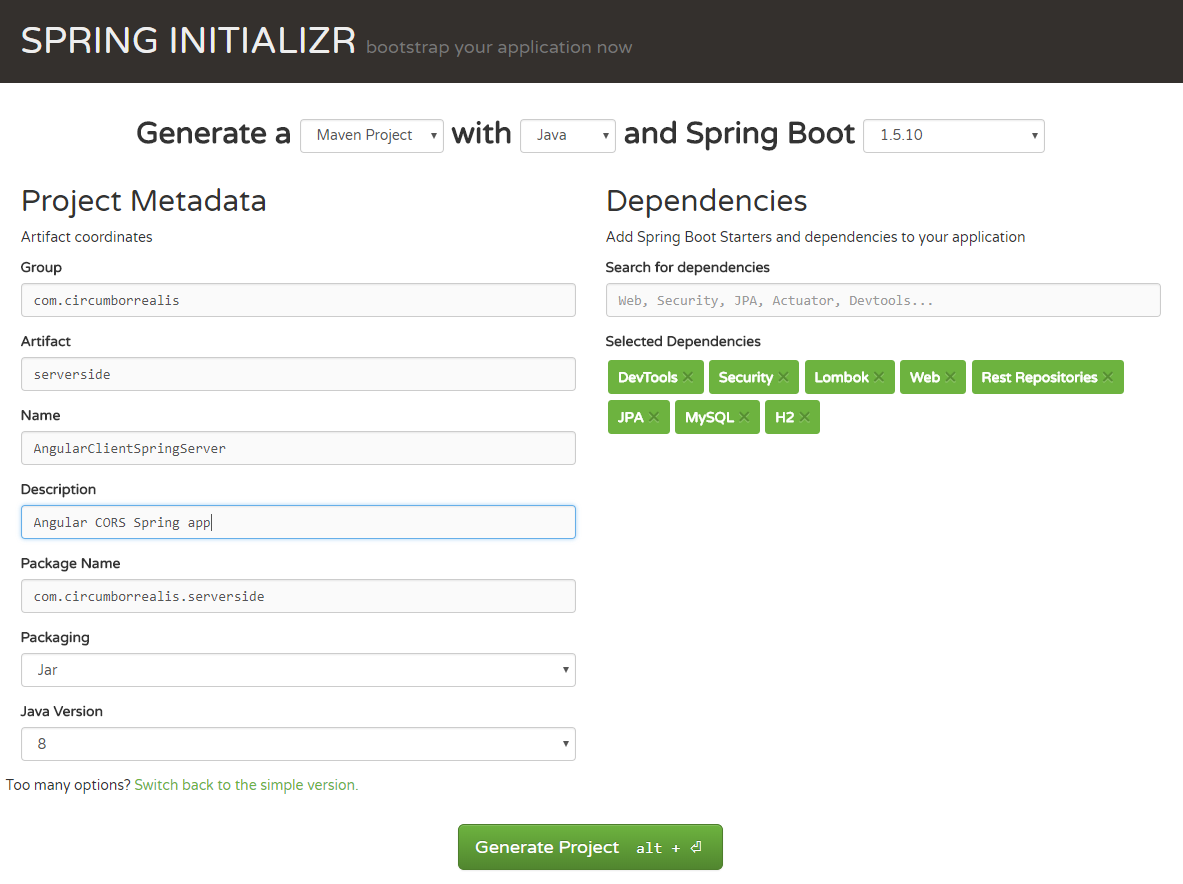 SPRING INITIALIZR bootstrap your application now
Generate a Maven Project with Java and Spring Boot 1.5.10
Project Metadata
Artifact coordinates
Group
com.circumborrealis
Artifact
serverside
Name
AngularClientSpringServer
Description
Angular CORS Spring app
Package Name
com.circumborrealis.serverside
Packaging
Jar
Java Version
8
Too many options? Switch back to the simple version.
Dependencies
Add Spring Boot Starters and dependencies to your application
Search for dependencies
Web, Security, JPA, Actuator, Devtools...
Selected Dependencies
DevTools × Security × Lombok × Web × Rest Repositories ×
JPA × MySQL × H2 ×
Generate Project alt + ⏎